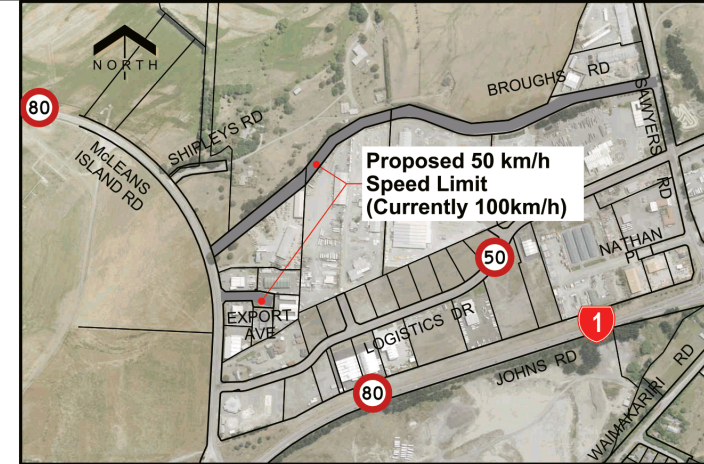 NORTH
80
BROUGHS RD
SAWYERS
RD
SHIPLEYS RD
McLEANS
ISLAND RD
Proposed 50 km/h
Speed Limit
(Currently 100km/h)
50
NATHAN
PL
EXPORT
AVE
LOGISTICS DR
1
JOHNS RD
80
WAIMAKARIRI RD